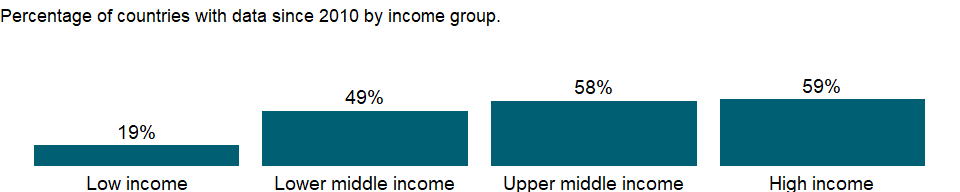 Percentage of countries with data since 2010 by income group.
19%
49%
58%
59%
Low income
Lower middle income
Upper middle income
High income